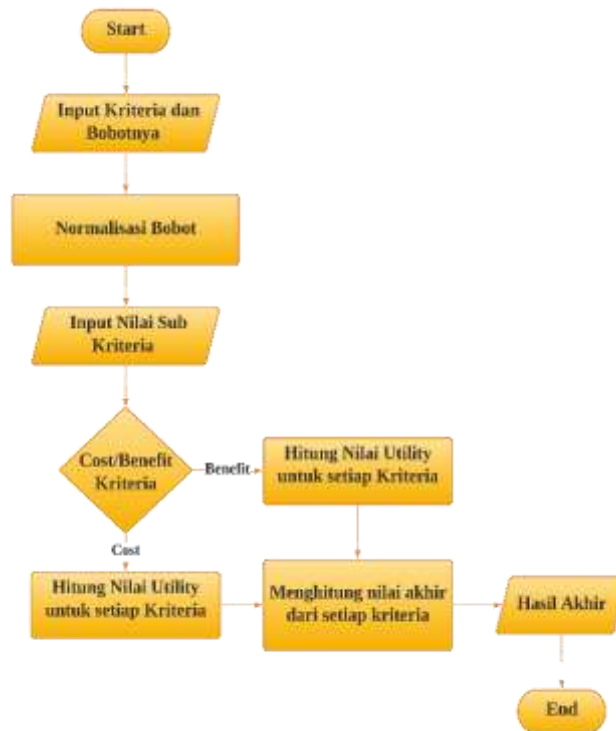 Start
Input Kriteria dan
Bobotnya
Normalisasi Bobot
Input Nilai Sub
Kriteria
Cost/Benefit
Kriteria
Benefit
Hitung Nilai Utility
untuk setiap Kriteria
Cost
Hitung Nilai Utility
untuk setiap Kriteria
Menghitung nilai akhir
dari setiap kriteria
Hasil Akhir
End